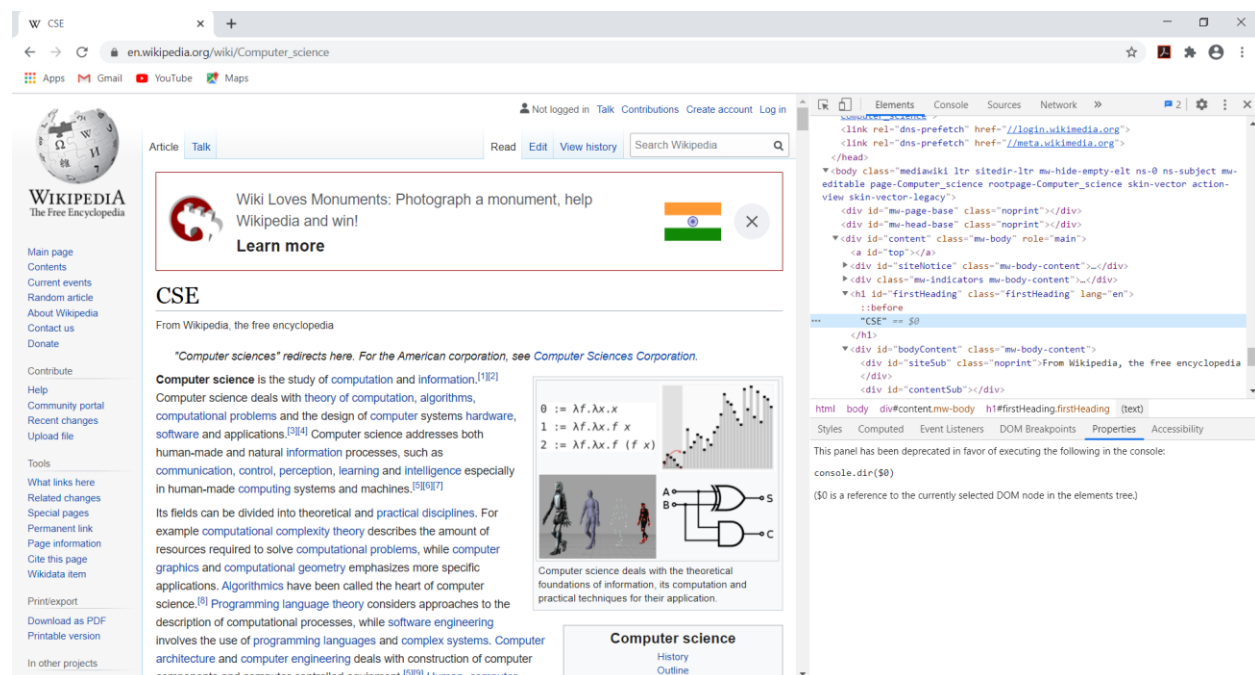 CSE
en.wikipedia.org/wiki/Computer_science
Apps Gmail YouTube Maps
WIKIPEDIA
The Free Encyclopedia
Main page
Contents
Current events
Random article
About Wikipedia
Contact us
Donate
Contribute
Help
Community portal
Recent changes
Upload file
Tools
What links here
Related changes
Special pages
Permanent link
Page information
Cite this page
Wikidata item
Print/export
Download as PDF
Printable version
In other projects
Not logged in Talk Contributions Create account Log in
Article Talk Read Edit View history Search Wikipedia
Wiki Loves Monuments: Photograph a monument, help
Wikipedia and win!
Learn more
CSE
From Wikipedia, the free encyclopedia
"Computer sciences" redirects here. For the American corporation, see Computer Sciences Corporation.
Computer science is the study of computation and information.[1][2]
Computer science deals with theory of computation, algorithms,
computational problems and the design of computer systems hardware,
software and applications.[3][4] Computer science addresses both
human-made and natural information processes, such as
communication, control, perception, learning and intelligence especially
in human-made computing systems and machines.[5][6][7]
Its fields can be divided into theoretical and practical disciplines. For
example computational complexity theory describes the amount of
resources required to solve computational problems, while computer
graphics and computational geometry emphasizes more specific
applications. Algorithmics have been called the heart of computer
science.[8] Programming language theory considers approaches to the
description of computational processes, while software engineering
involves the use of programming languages and complex systems. Computer
architecture and computer engineering deals with construction of computer
components and computer-controlled equipment.[5][9] Human–computer
0 := λf.λx.x
1 := λf.λx.f x
2 := λf.λx.f (f x)
A
B
S
C
Computer science deals with the theoretical
foundations of information, its computation and
practical techniques for their application.
Computer science
History
Outline
Elements Console Sources Network » 2
computer_science">
<link rel="dns-prefetch" href="//login.wikimedia.org">
<link rel="dns-prefetch" href="//meta.wikimedia.org">
</head>
<body class="mediawiki ltr sitedir-ltr mw-hide-empty-elt ns-0 ns-subject mw-
editable page-Computer_science rootpage-Computer_science skin-vector action-
view skin-vector-legacy">
<div id="mw-page-base" class="noprint"></div>
<div id="mw-head-base" class="noprint"></div>
<div id="content" class="mw-body" role="main">
<a id="top"></a>
<div id="siteNotice" class="mw-body-content">…</div>
<div class="mw-indicators mw-body-content">…</div>
<h1 id="firstHeading" class="firstHeading" lang="en">
::before
"CSE" == $0
</h1>
<div id="bodyContent" class="mw-body-content">
<div id="siteSub" class="noprint">From Wikipedia, the free encyclopedia
</div>
<div id="contentSub"></div>
html body div#content.mw-body h1#firstHeading.firstHeading (text)
Styles Computed Event Listeners DOM Breakpoints Properties Accessibility
This panel has been deprecated in favor of executing the following in the console:
console.dir($0)
($0 is a reference to the currently selected DOM node in the elements tree.)